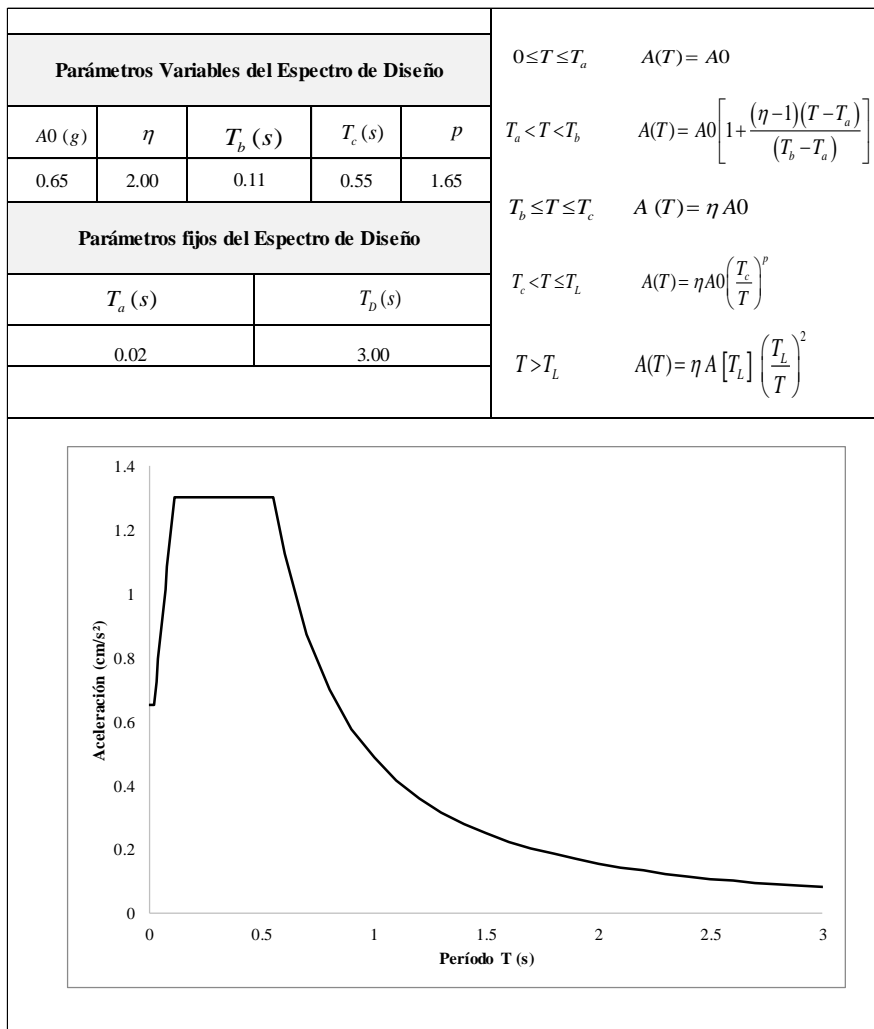 Parámetros Variables del Espectro de Diseño
A0 (g) η T_b (s) T_c (s) p
0.65 2.00 0.11 0.55 1.65
Parámetros fijos del Espectro de Diseño
T_a (s) T_D (s)
0.02 3.00
0≤T≤T_a A(T)= A0
T_a<T<T_b A(T)= A0[1+(η−1)(T−T_a)/(T_b−T_a)]
T_b≤T≤T_c A (T)= η A0
T_c<T≤T_L A(T)= η A0(T_c/T)^p
T>T_L A(T)= η A [T_L] (T_L/T)^2
Aceleración (cm/s²)
1.4
1.2
1
0.8
0.6
0.4
0.2
0
0 0.5 1 1.5 2 2.5 3
Período T (s)